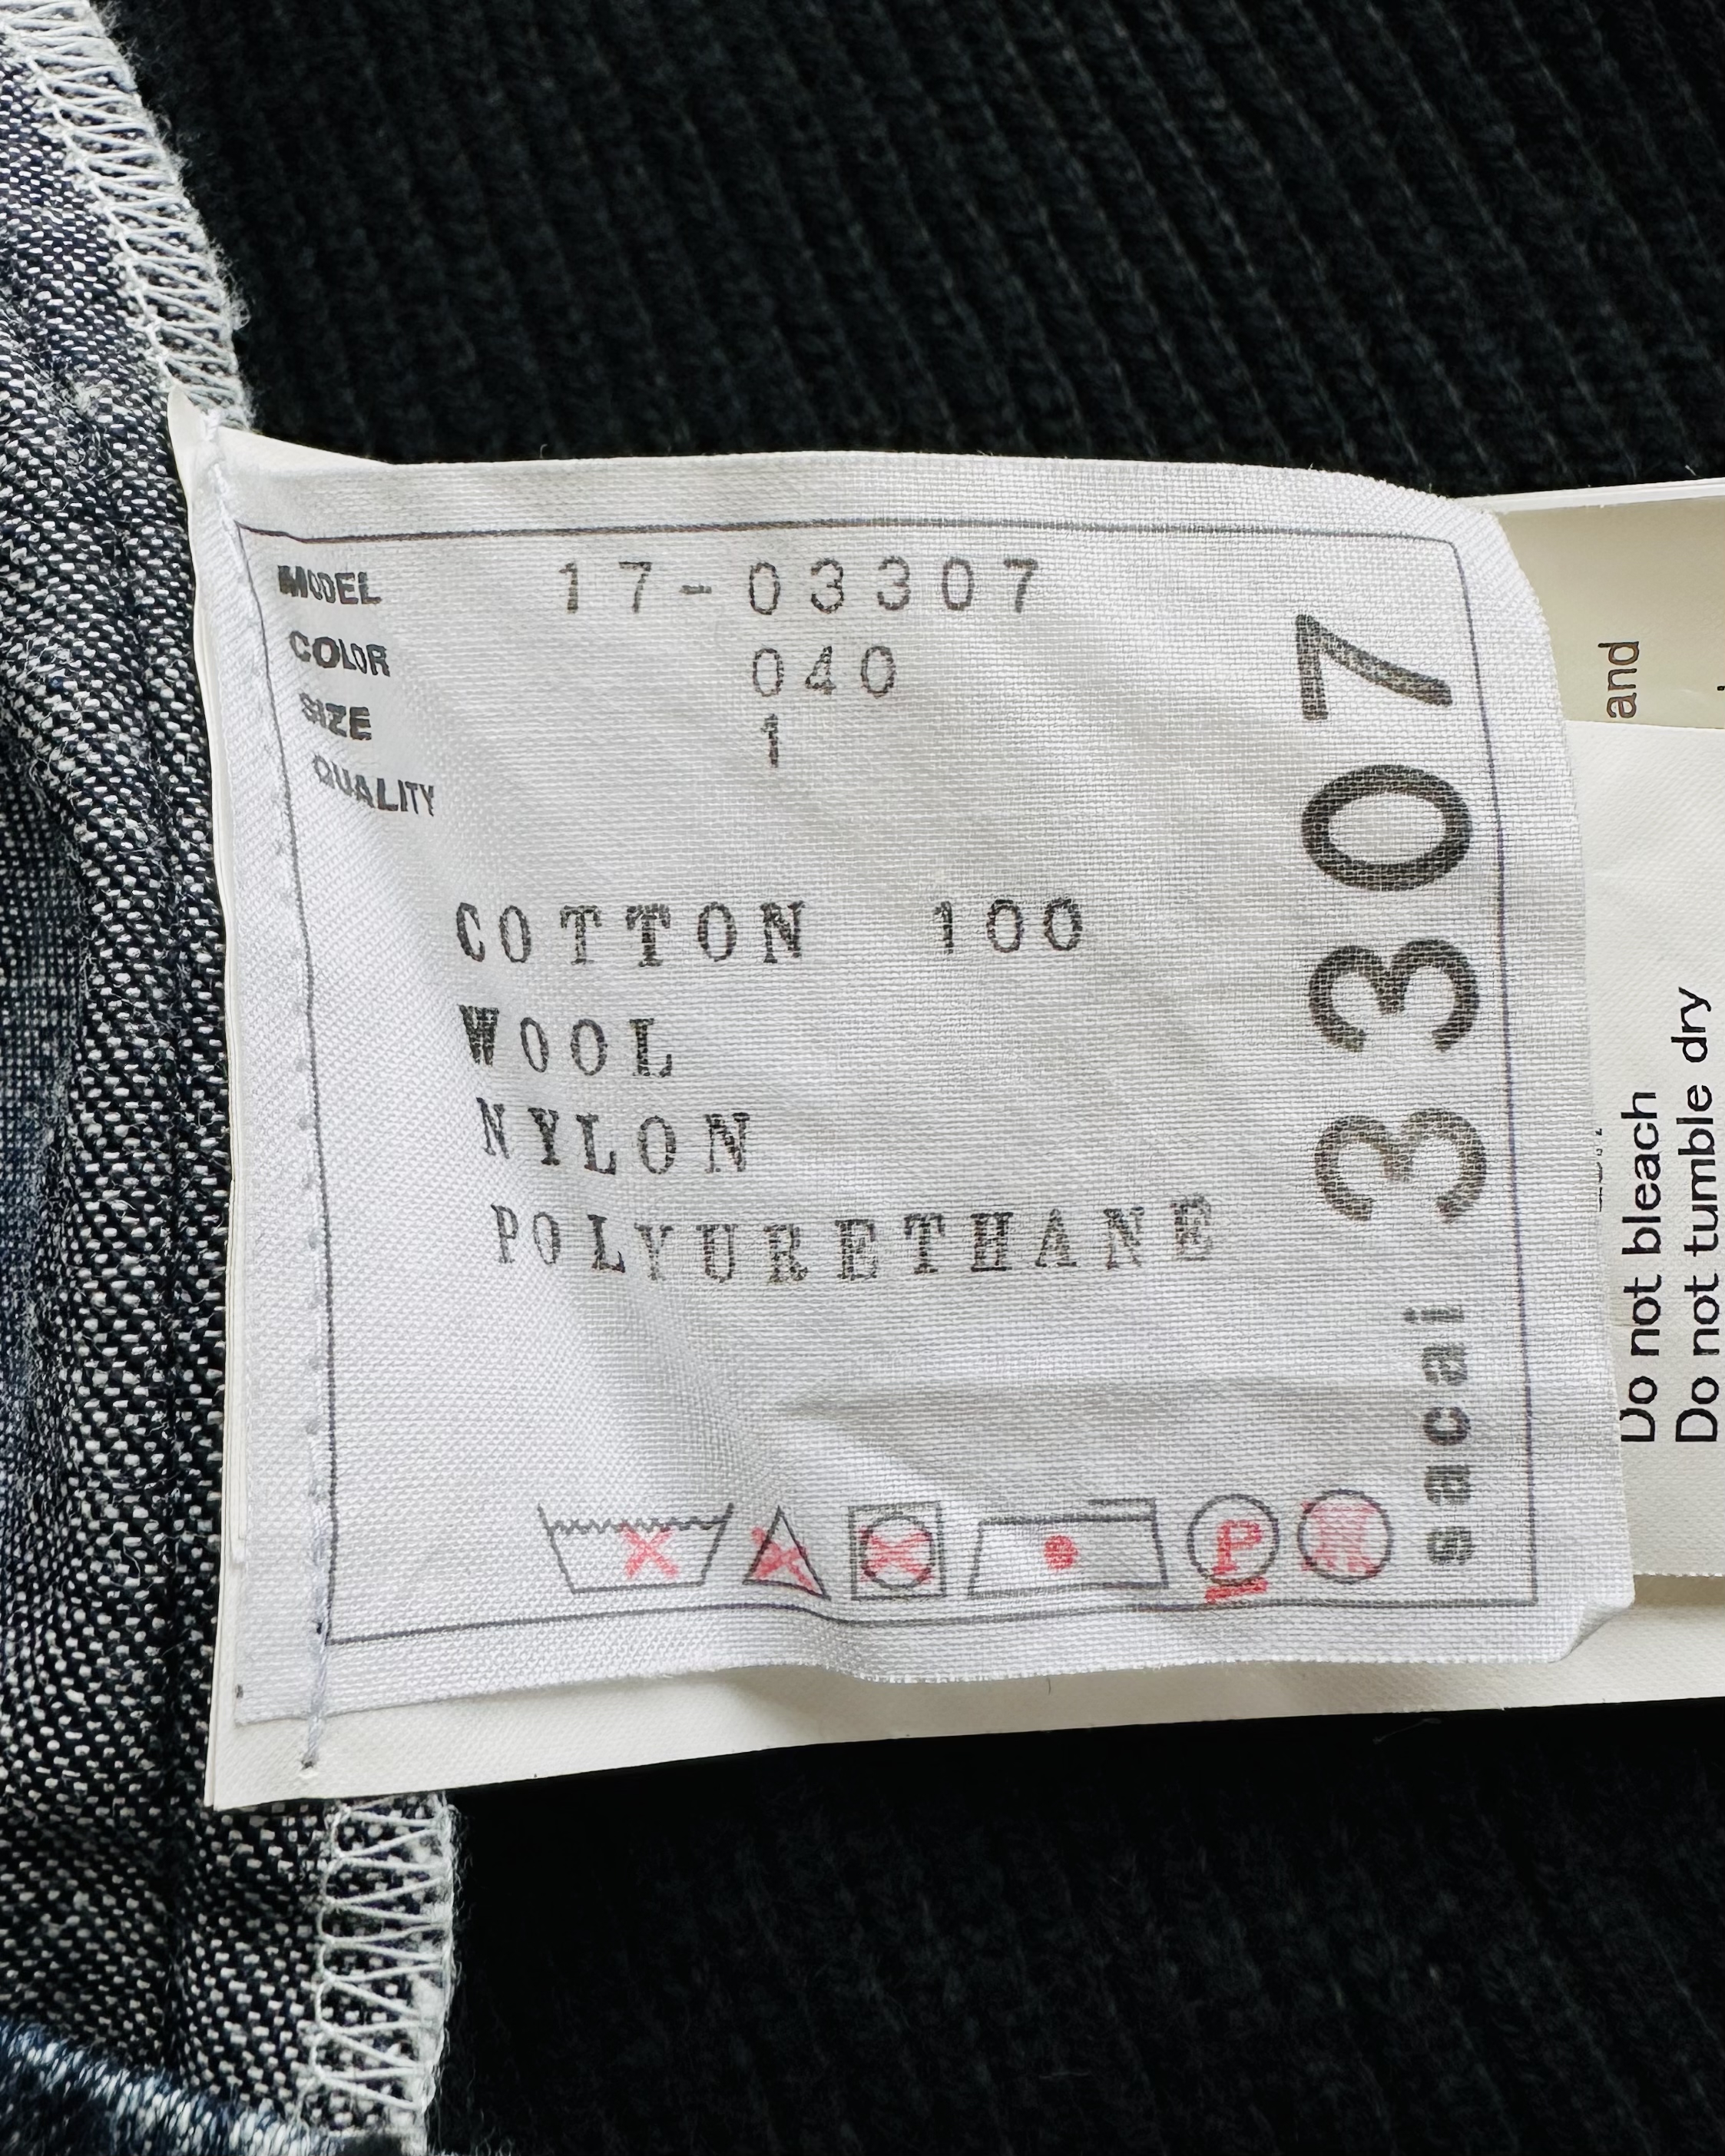 MODEL 17-03307
COLOR 040
SIZE 1
QUALITY
COTTON 100
WOOL
NYLON
POLYURETHANE
P
sacai 3307
and
Do not bleach
Do not tumble dry